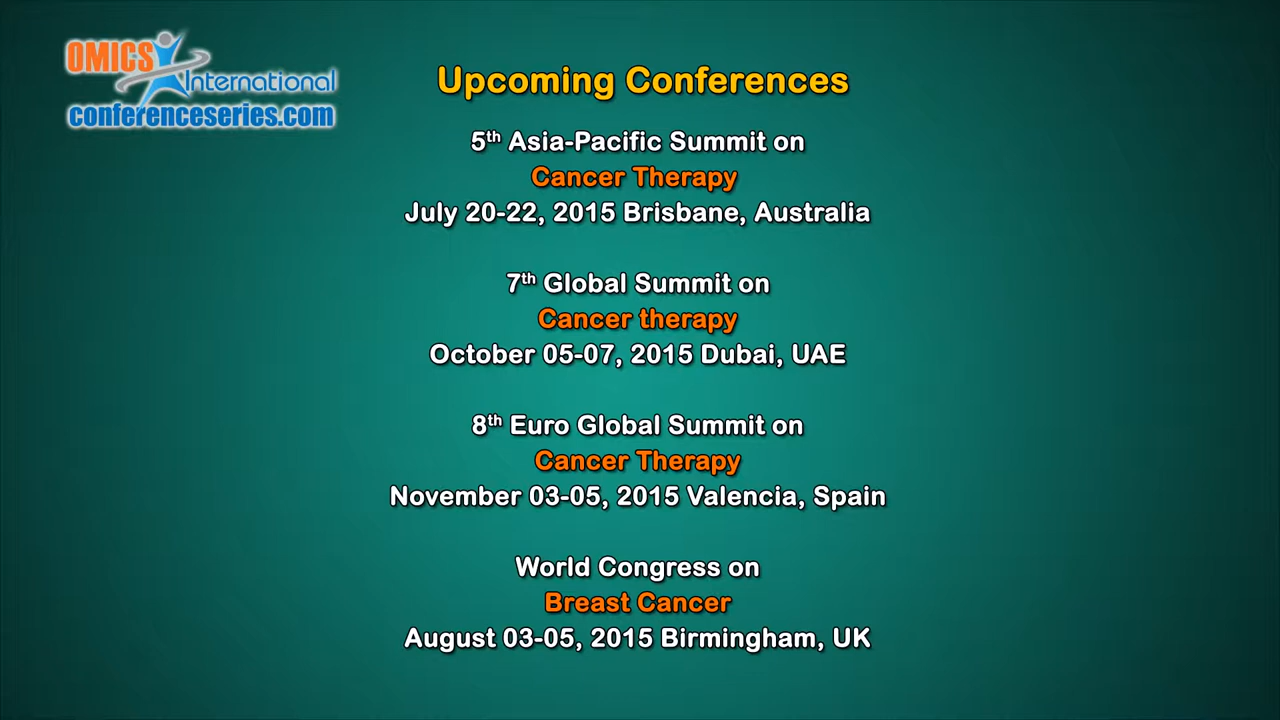 OMICS
International
conferenceseries.com
Upcoming Conferences
5th Asia-Pacific Summit on
Cancer Therapy
July 20-22, 2015 Brisbane, Australia
7th Global Summit on
Cancer therapy
October 05-07, 2015 Dubai, UAE
8th Euro Global Summit on
Cancer Therapy
November 03-05, 2015 Valencia, Spain
World Congress on
Breast Cancer
August 03-05, 2015 Birmingham, UK